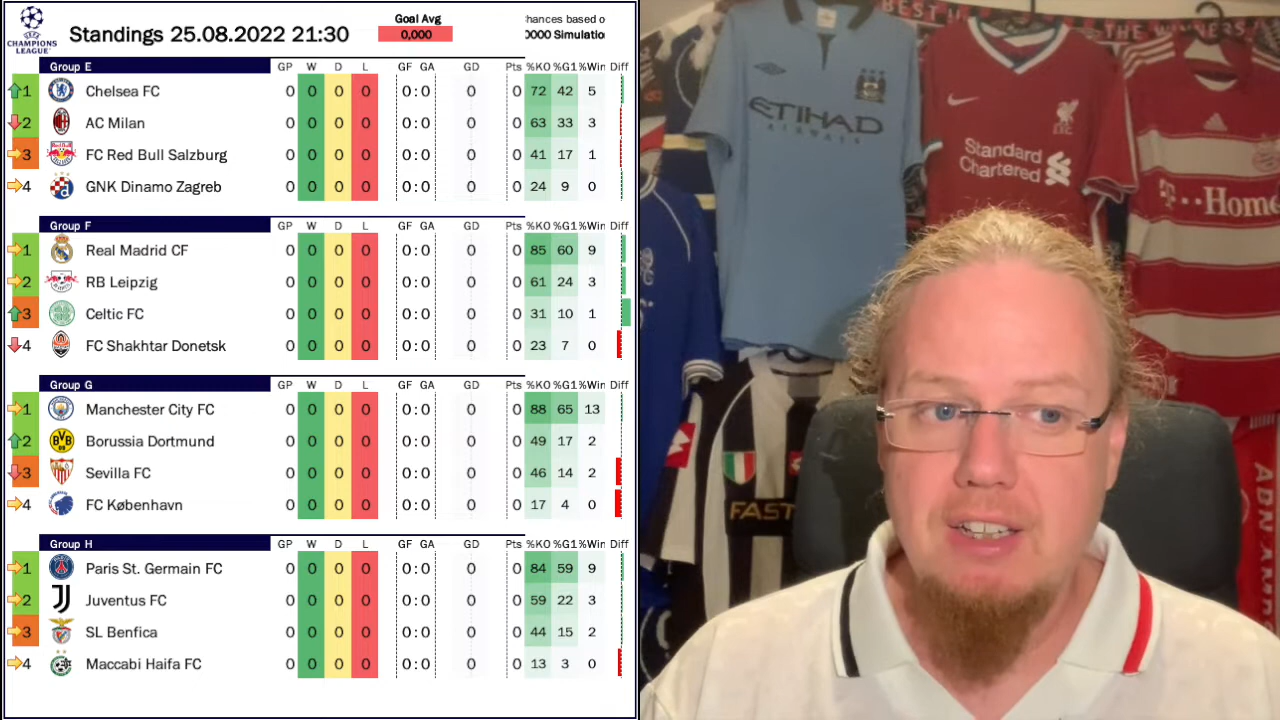 UEFA
CHAMPIONS
LEAGUE
Standings 25.08.2022 21:30
Goal Avg
0,000
hances based o
0000 Simulatio
Group E GP W D L GF GA GD Pts %KO %G1 %Win Diff
1 Chelsea FC 0 0 0 0 0:0 0 0 72 42 5
2 AC Milan 0 0 0 0 0:0 0 0 63 33 3
3 FC Red Bull Salzburg 0 0 0 0 0:0 0 0 41 17 1
4 GNK Dinamo Zagreb 0 0 0 0 0:0 0 0 24 9 0
Group F GP W D L GF GA GD Pts %KO %G1 %Win Diff
1 Real Madrid CF 0 0 0 0 0:0 0 0 85 60 9
2 RB Leipzig 0 0 0 0 0:0 0 0 61 24 3
3 Celtic FC 0 0 0 0 0:0 0 0 31 10 1
4 FC Shakhtar Donetsk 0 0 0 0 0:0 0 0 23 7 0
Group G GP W D L GF GA GD Pts %KO %G1 %Win Diff
1 Manchester City FC 0 0 0 0 0:0 0 0 88 65 13
2 Borussia Dortmund 0 0 0 0 0:0 0 0 49 17 2
3 Sevilla FC 0 0 0 0 0:0 0 0 46 14 2
4 FC København 0 0 0 0 0:0 0 0 17 4 0
Group H GP W D L GF GA GD Pts %KO %G1 %Win Diff
1 Paris St. Germain FC 0 0 0 0 0:0 0 0 84 59 9
2 Juventus FC 0 0 0 0 0:0 0 0 59 22 3
3 SL Benfica 0 0 0 0 0:0 0 0 44 15 2
4 Maccabi Haifa FC 0 0 0 0 0:0 0 0 13 3 0
BEST
THE WINNERS
ETIHAD
AIRWAYS
Standard
Chartered
L.F.C.
T Home
FAST